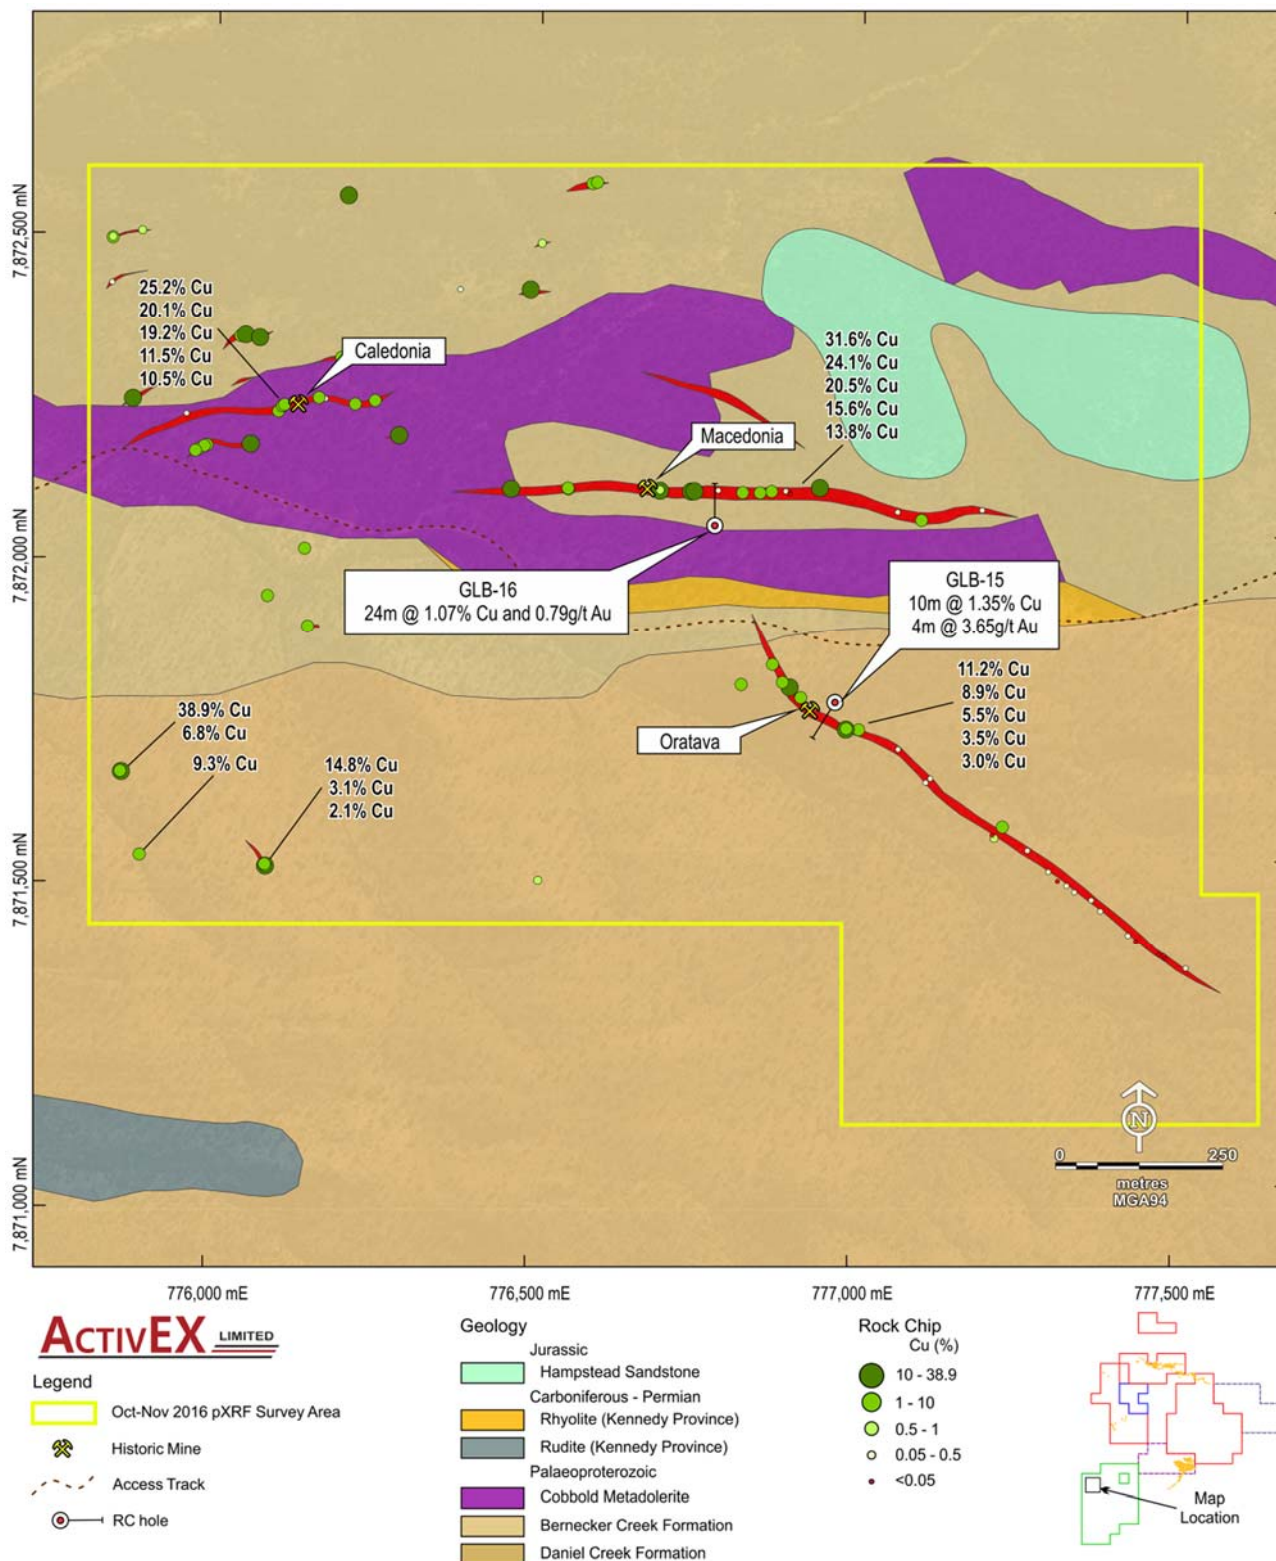 7,872,500 mN
7,872,000 mN
7,871,500 mN
7,871,000 mN
25.2% Cu
20.1% Cu
19.2% Cu
11.5% Cu
10.5% Cu
Caledonia
31.6% Cu
24.1% Cu
20.5% Cu
15.6% Cu
13.8% Cu
Macedonia
GLB-16
24m @ 1.07% Cu and 0.79g/t Au
GLB-15
10m @ 1.35% Cu
4m @ 3.65g/t Au
11.2% Cu
8.9% Cu
5.5% Cu
3.5% Cu
3.0% Cu
Oratava
38.9% Cu
6.8% Cu
9.3% Cu
14.8% Cu
3.1% Cu
2.1% Cu
N
0 250
metres
MGA94
776,000 mE
776,500 mE
777,000 mE
777,500 mE
ACTIVEX LIMITED
Legend
Oct-Nov 2016 pXRF Survey Area
Historic Mine
Access Track
RC hole
Geology
Jurassic
Hampstead Sandstone
Carboniferous - Permian
Rhyolite (Kennedy Province)
Rudite (Kennedy Province)
Palaeoproterozoic
Cobbold Metadolerite
Bernecker Creek Formation
Daniel Creek Formation
Rock Chip
Cu (%)
10 - 38.9
1 - 10
0.5 - 1
0.05 - 0.5
<0.05
Map
Location